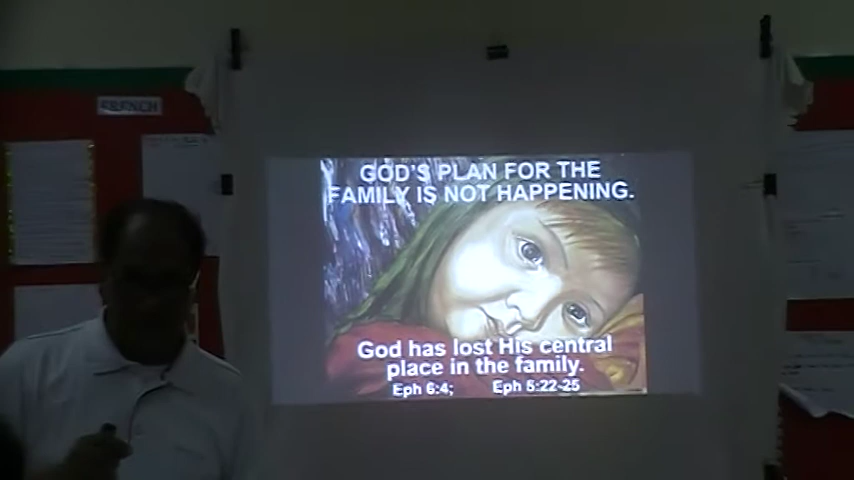 FRENCH
GOD'S PLAN FOR THE
FAMILY IS NOT HAPPENING.
God has lost His central
place in the family.
Eph 6:4; Eph 5:22-25